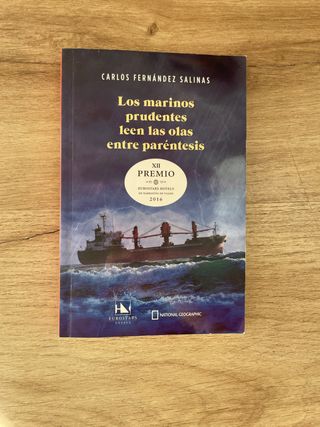 CARLOS FERNÁNDEZ SALINAS
Los marinos
prudentes
leen las olas
entre paréntesis
XII
PREMIO
EUROSTARS HOTELS
DE NARRATIVA DE VIAJES
2016
EUROSTARS
HOTELS
NATIONAL GEOGRAPHIC